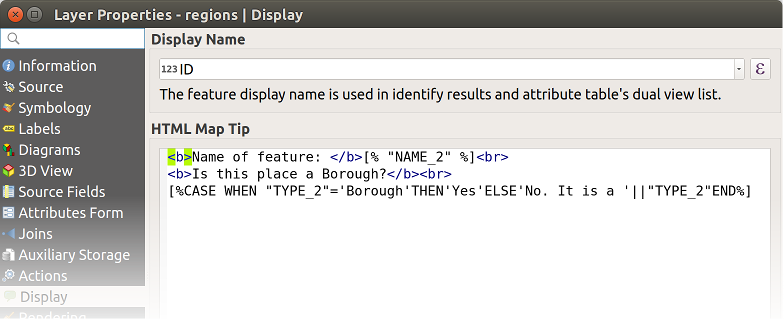 Layer Properties - regions | Display
Display Name
Information
123 ID
ε
Source
The feature display name is used in identify results and attribute table's dual view list.
Symbology
Labels
HTML Map Tip
abc
Diagrams
<b>Name of feature: </b>[% "NAME_2" %]<br>
3D View
<b>Is this place a Borough?</b><br>
Source Fields
[%CASE WHEN "TYPE_2"='Borough'THEN'Yes'ELSE'No. It is a '||"TYPE_2"END%]
Attributes Form
Joins
Auxiliary Storage
Actions
Display
Rendering